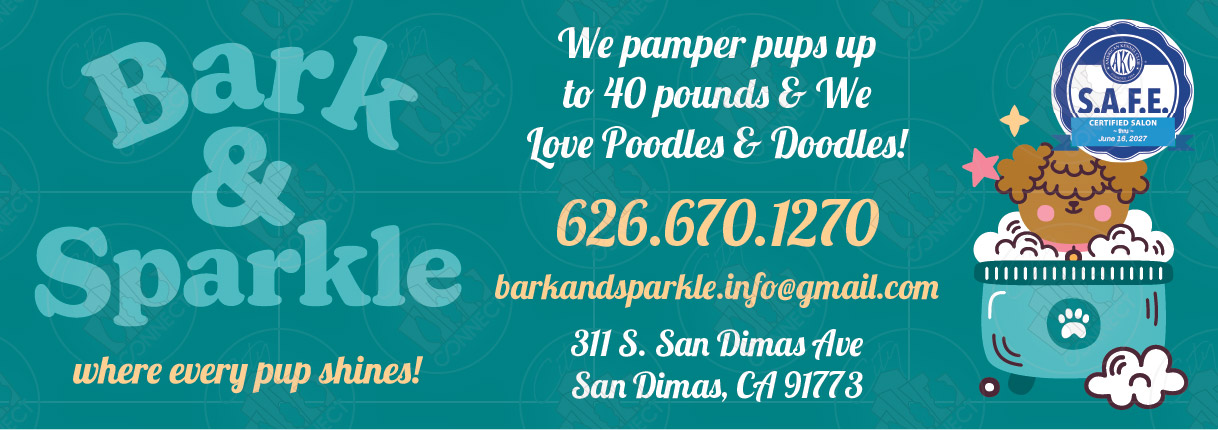 Bark
&
Sparkle
where every pup shines!
We pamper pups up
to 40 pounds & We
Love Poodles & Doodles!
626.670.1270
barkandsparkle.info@gmail.com
311 S. San Dimas Ave
San Dimas, CA 91773
AKC
S.A.F.E.
CERTIFIED SALON
~ thru ~
June 16, 2027